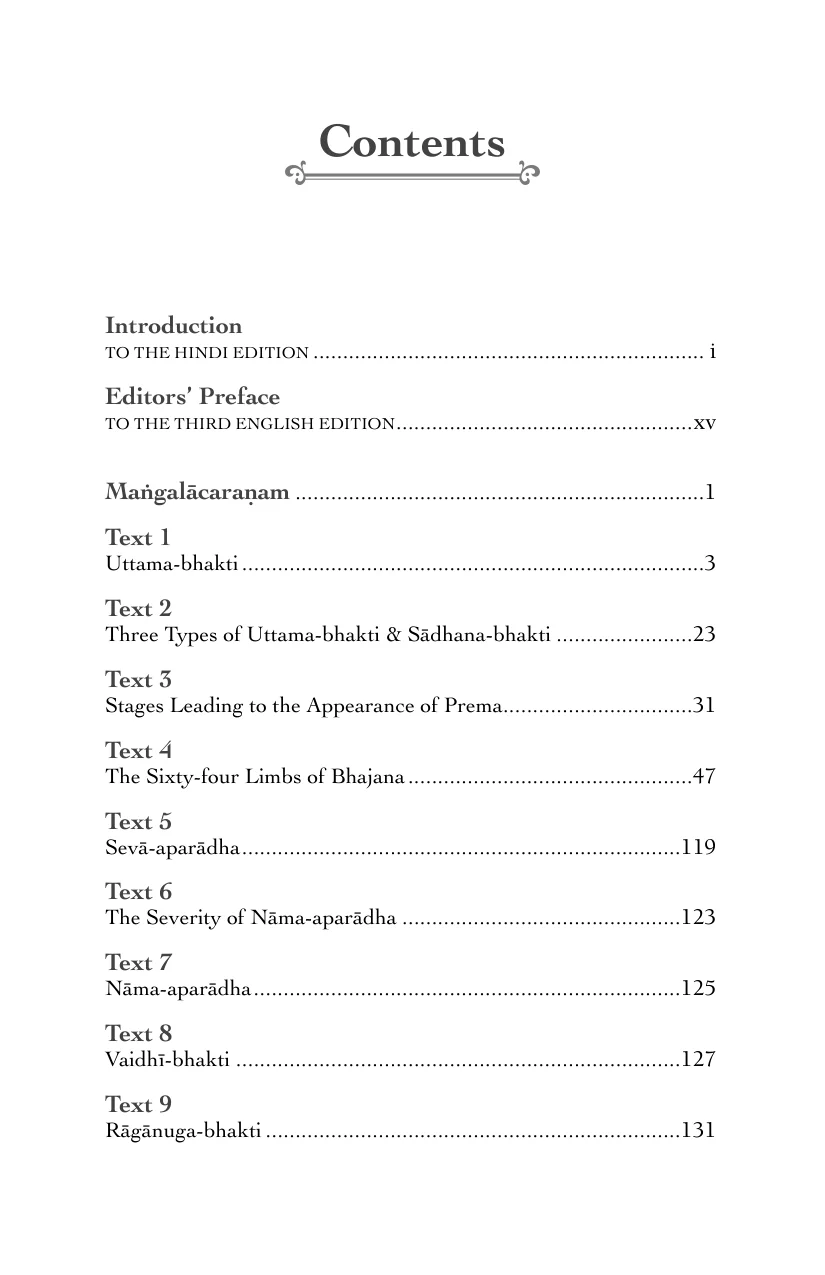 Contents
Introduction
TO THE HINDI EDITION .................................................................. i
Editors’ Preface
TO THE THIRD ENGLISH EDITION..................................................xv
Maṅgalācaraṇam .....................................................................1
Text 1
Uttama-bhakti ..............................................................................3
Text 2
Three Types of Uttama-bhakti & Sādhana-bhakti .......................23
Text 3
Stages Leading to the Appearance of Prema................................31
Text 4
The Sixty-four Limbs of Bhajana ................................................47
Text 5
Sevā-aparādha..........................................................................119
Text 6
The Severity of Nāma-aparādha ...............................................123
Text 7
Nāma-aparādha........................................................................125
Text 8
Vaidhī-bhakti ...........................................................................127
Text 9
Rāgānuga-bhakti ......................................................................131